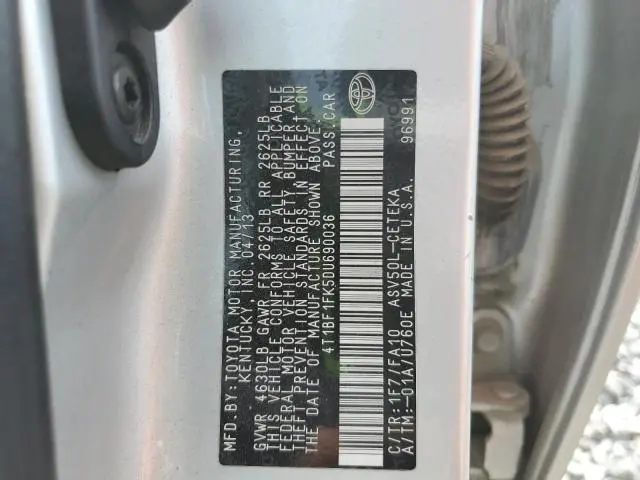 MFD. BY: TOYOTA MOTOR MANUFACTURING,
KENTUCKY, INC. 04/13
GVWR 4630LB GAWR FR 2625LB RR 2625LB
THIS VEHICLE CONFORMS TO ALL APPLICABLE
FEDERAL MOTOR VEHICLE SAFETY, BUMPER, AND
THEFT PREVENTION STANDARDS IN EFFECT ON
THE DATE OF MANUFACTURE SHOWN ABOVE.
4T1BF1FK5DU690036 PASS. CAR
C/TR: 1F7/FA10 ASV50L-CETEKA
A/TM: -01A/U760E MADE IN U.S.A. 96991